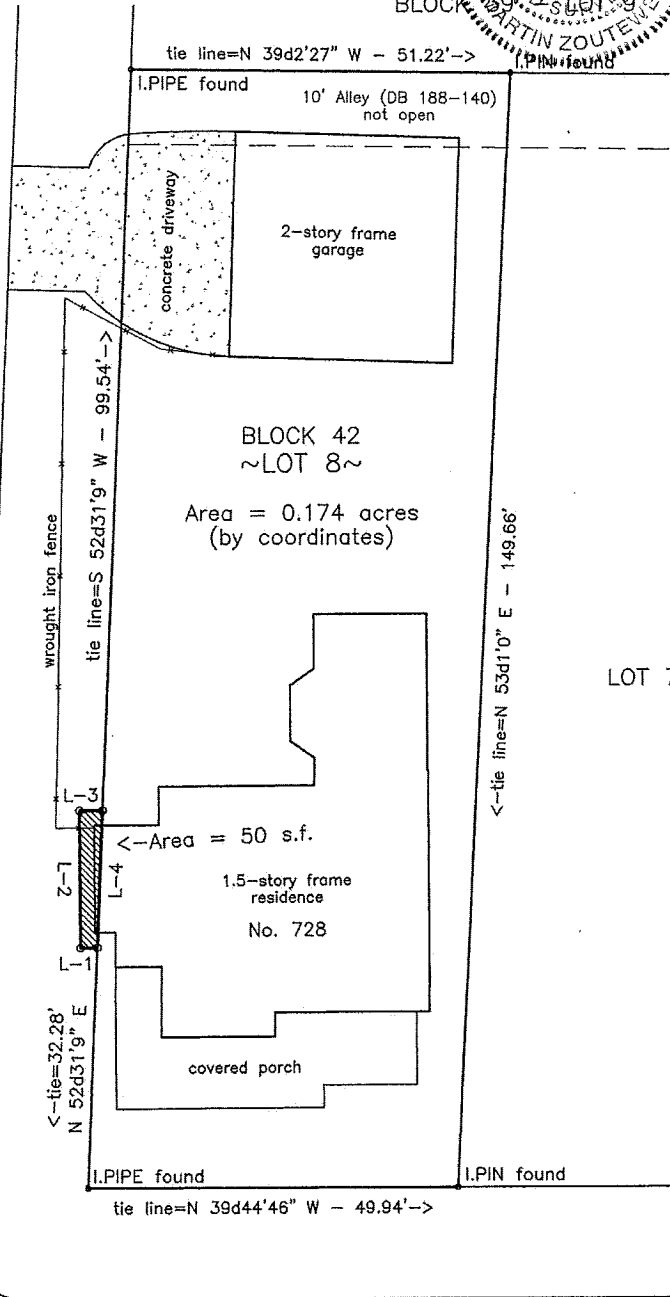 BLOCK 59
LOT 9
MARTIN ZOUTEWE
tie line=N 39d2'27" W - 51.22'->
I.PIPE found
I.PIN found
10' Alley (DB 188-140)
not open
concrete driveway
2-story frame
garage
tie line=S 52d31'9" W - 99.54'->
BLOCK 42
~LOT 8~
Area = 0.174 acres
(by coordinates)
wrought iron fence
<-tie line=N 53d1'0" E - 149.66'
LOT 7
L-3
<-Area = 50 s.f.
L-2
L-4
1.5-story frame
residence
No. 728
L-1
<-tie=32.28'
N 52d31'9" E
covered porch
I.PIPE found
I.PIN found
tie line=N 39d44'46" W - 49.94'->